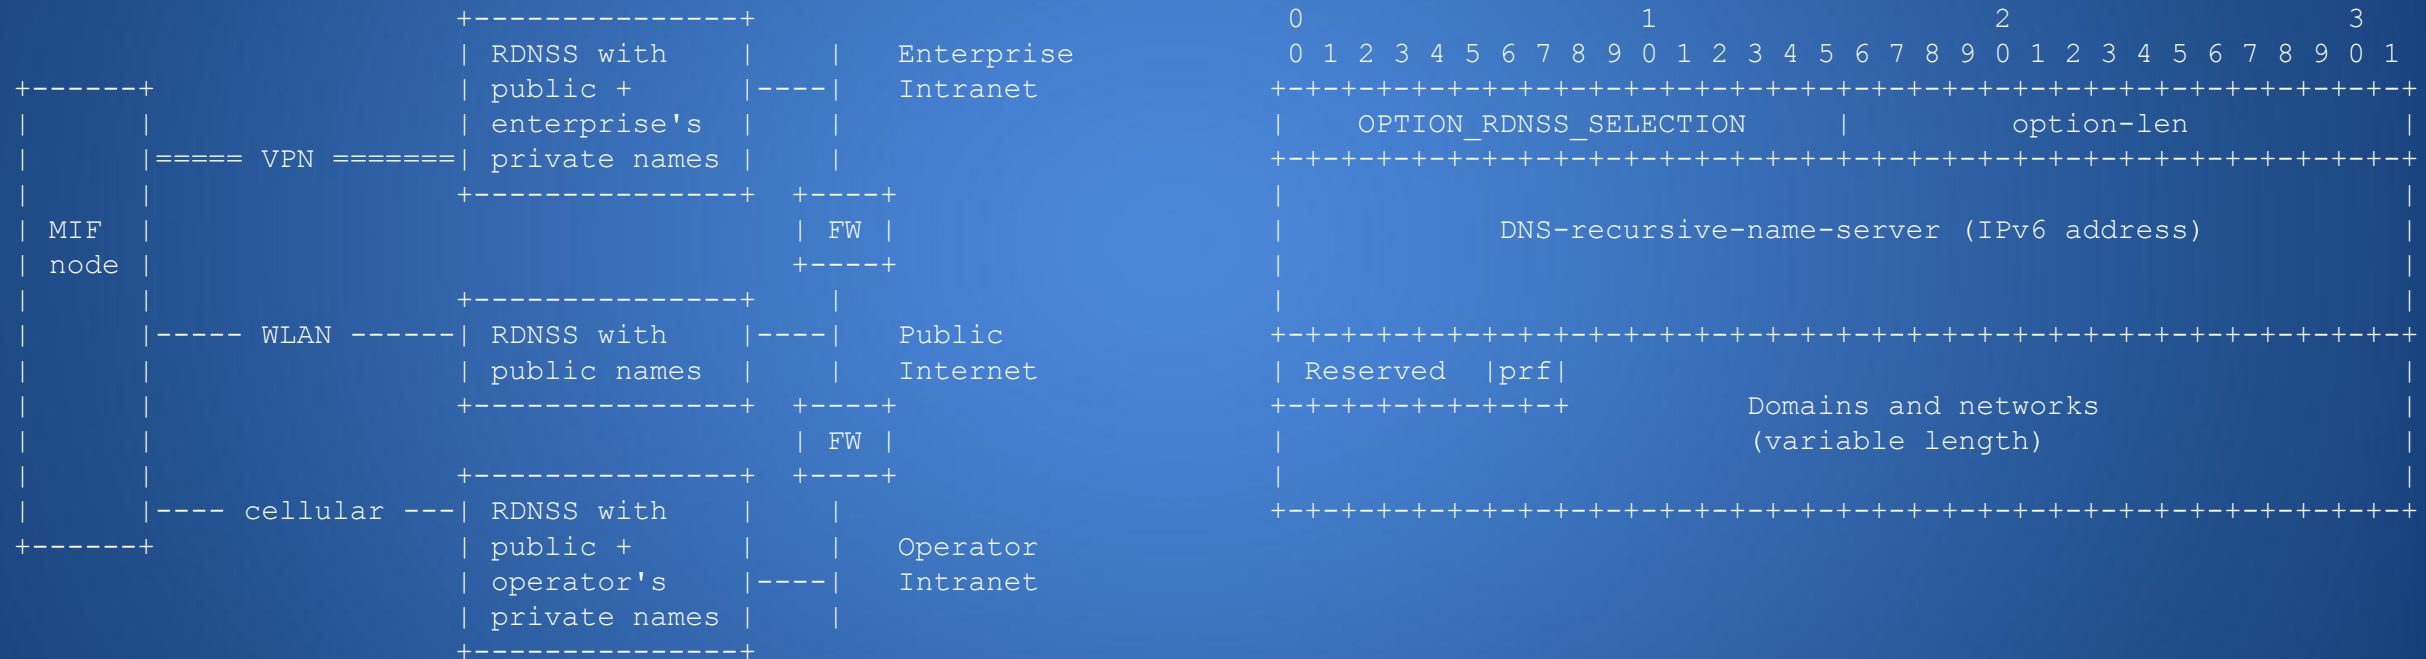 +---------------+
| RDNSS with    |    |   Enterprise
+------+                  | public +      |----|   Intranet
|      |                  | enterprise's  |    |
|      |===== VPN =======| private names |    |
|      |                  +---------------+  +----+
| MIF  |                                     | FW |
| node |                                     +----+
|      |                  +---------------+    |
|      |----- WLAN ------| RDNSS with    |----|   Public
|      |                  | public names  |    |   Internet
|      |                  +---------------+  +----+
|      |                                     | FW |
|      |                  +---------------+  +----+
|      |---- cellular ---| RDNSS with    |    |
+------+                  | public +      |    |   Operator
| operator's    |----|   Intranet
| private names |    |
+---------------+
0                   1                   2                   3
0 1 2 3 4 5 6 7 8 9 0 1 2 3 4 5 6 7 8 9 0 1 2 3 4 5 6 7 8 9 0 1
+-+-+-+-+-+-+-+-+-+-+-+-+-+-+-+-+-+-+-+-+-+-+-+-+-+-+-+-+-+-+-+-+
|    OPTION_RDNSS_SELECTION     |         option-len            |
+-+-+-+-+-+-+-+-+-+-+-+-+-+-+-+-+-+-+-+-+-+-+-+-+-+-+-+-+-+-+-+-+
|                                                               |
|            DNS-recursive-name-server (IPv6 address)           |
|                                                               |
|                                                               |
+-+-+-+-+-+-+-+-+-+-+-+-+-+-+-+-+-+-+-+-+-+-+-+-+-+-+-+-+-+-+-+-+
| Reserved  |prf|                                               |
+-+-+-+-+-+-+-+-+          Domains and networks                 |
|                          (variable length)                    |
|                                                               |
+-+-+-+-+-+-+-+-+-+-+-+-+-+-+-+-+-+-+-+-+-+-+-+-+-+-+-+-+-+-+-+-+